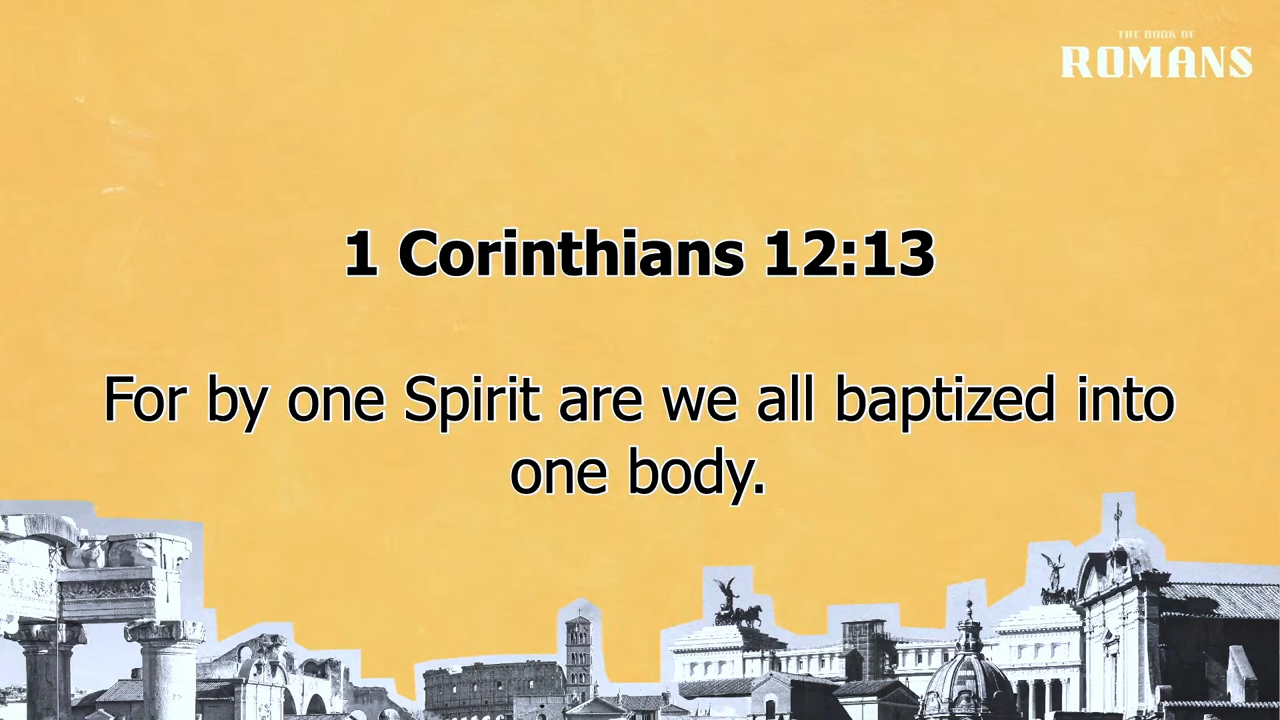 THE BOOK OF
ROMANS
1 Corinthians 12:13
For by one Spirit are we all baptized into
one body.